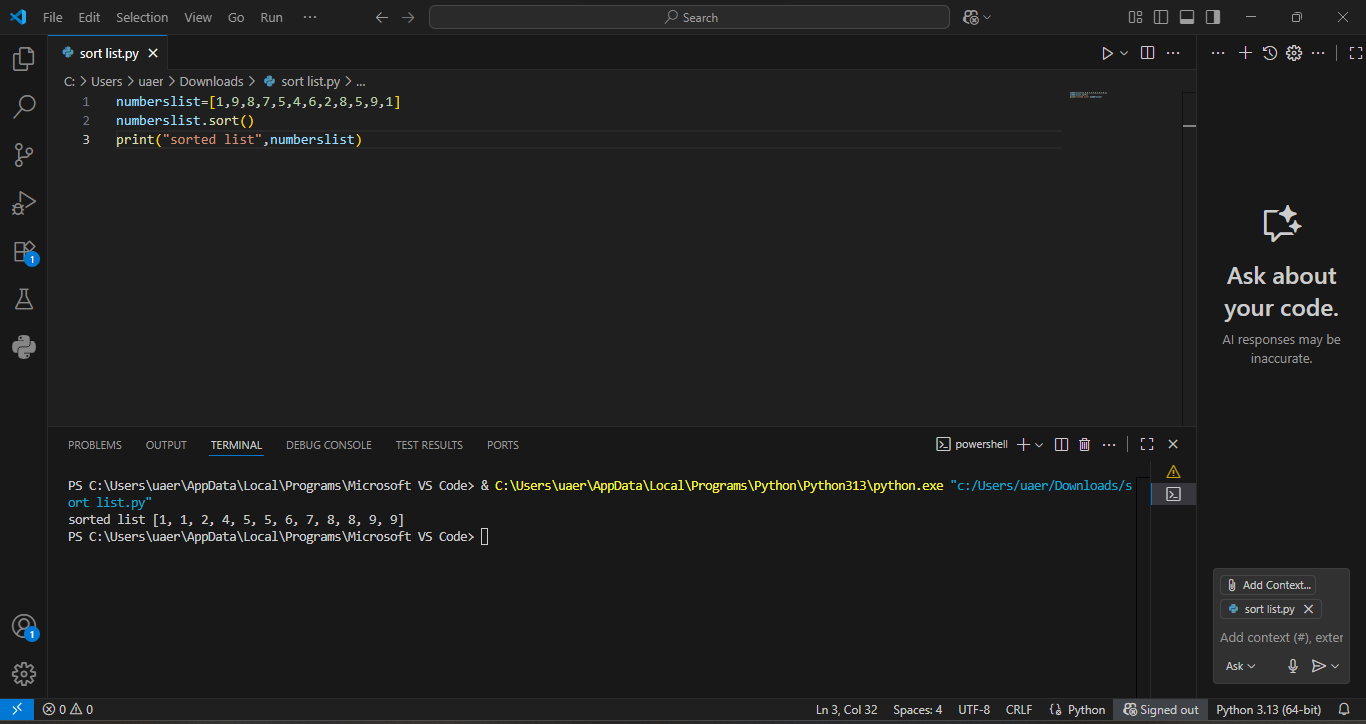 File Edit Selection View Go Run ··· Search
sort list.py
C: > Users > uaer > Downloads > sort list.py > ...
1 numberslist=[1,9,8,7,5,4,6,2,8,5,9,1]
2 numberslist.sort()
3 print("sorted list",numberslist)
Ask about
your code.
AI responses may be
inaccurate.
PROBLEMS OUTPUT TERMINAL DEBUG CONSOLE TEST RESULTS PORTS powershell
PS C:\Users\uaer\AppData\Local\Programs\Microsoft VS Code> & C:\Users\uaer\AppData\Local\Programs\Python\Python313\python.exe "c:/Users/uaer/Downloads/s
ort list.py"
sorted list [1, 1, 2, 4, 5, 5, 6, 7, 8, 8, 9, 9]
PS C:\Users\uaer\AppData\Local\Programs\Microsoft VS Code>
1
1
Add Context...
sort list.py
Add context (#), exter
Ask
0 0 Ln 3, Col 32 Spaces: 4 UTF-8 CRLF {} Python Signed out Python 3.13 (64-bit)